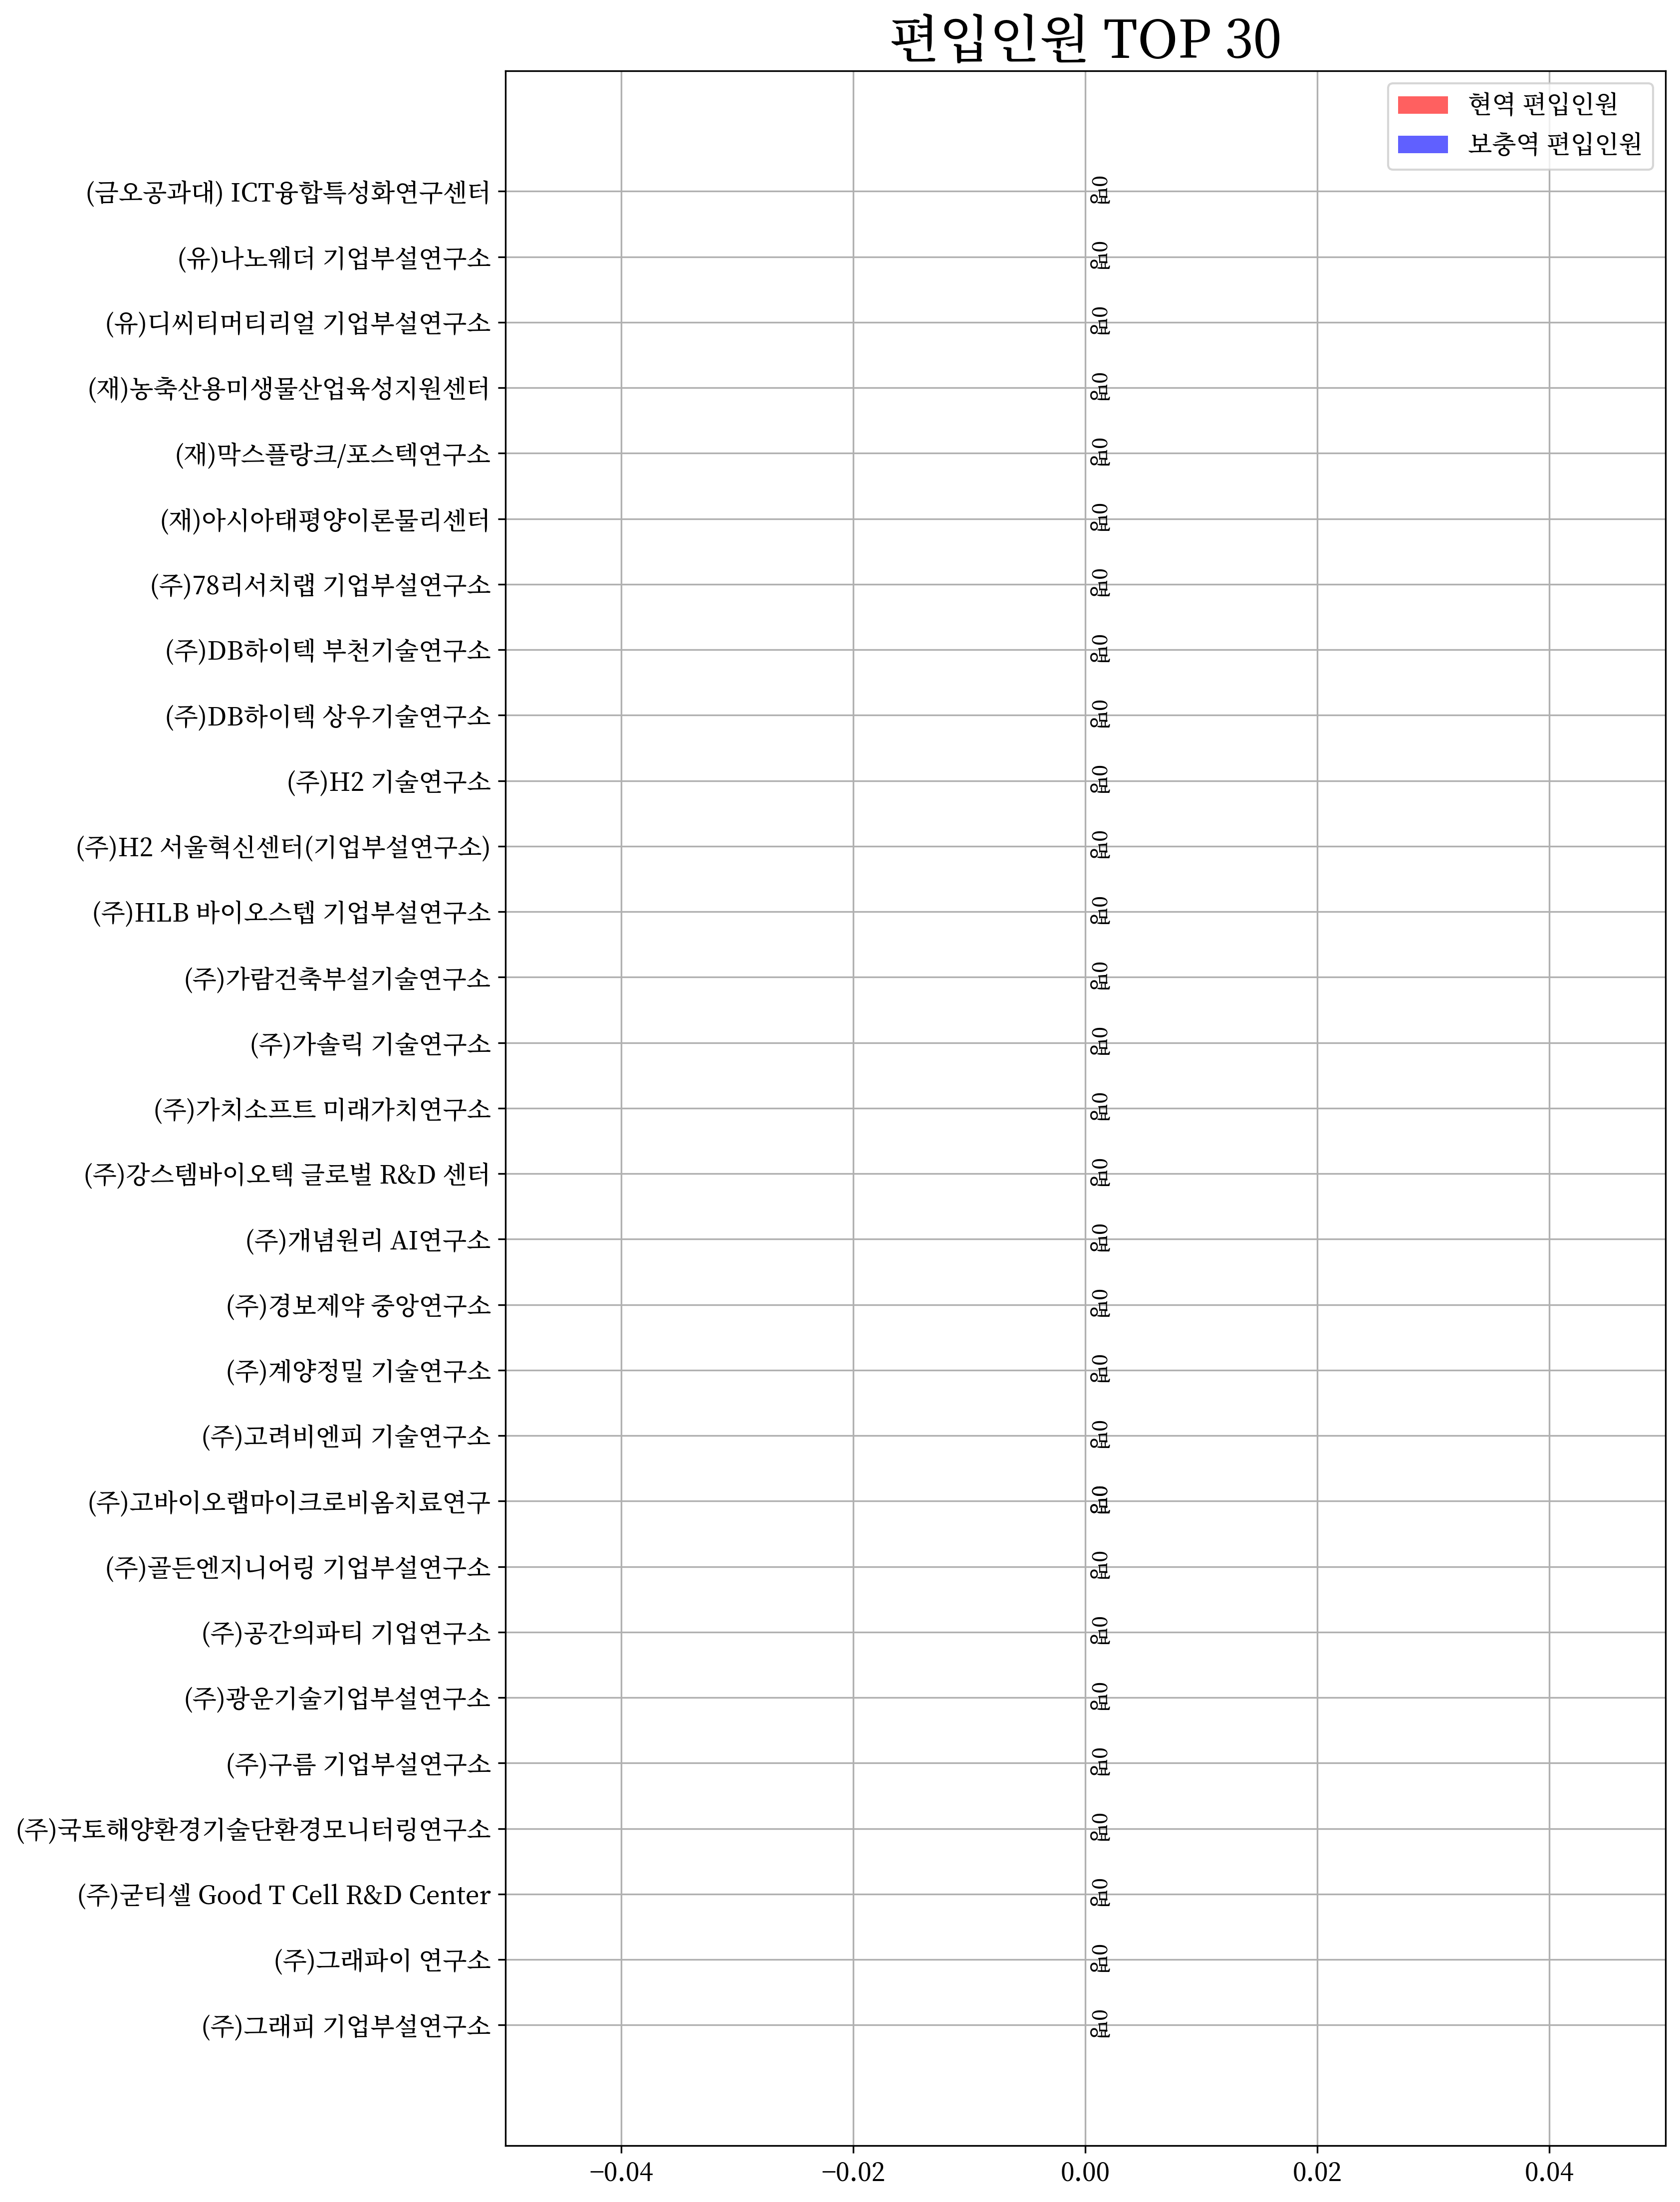 편입인원 TOP 30
현역 편입인원
보충역 편입인원
(금오공과대) ICT융합특성화연구센터
0명
(유)나노웨더 기업부설연구소
0명
(유)디씨티머티리얼 기업부설연구소
0명
(재)농축산용미생물산업육성지원센터
0명
(재)막스플랑크/포스텍연구소
0명
(재)아시아태평양이론물리센터
0명
(주)78리서치랩 기업부설연구소
0명
(주)DB하이텍 부천기술연구소
0명
(주)DB하이텍 상우기술연구소
0명
(주)H2 기술연구소
0명
(주)H2 서울혁신센터(기업부설연구소)
0명
(주)HLB 바이오스텝 기업부설연구소
0명
(주)가람건축부설기술연구소
0명
(주)가솔릭 기술연구소
0명
(주)가치소프트 미래가치연구소
0명
(주)강스템바이오텍 글로벌 R&D 센터
0명
(주)개념원리 AI연구소
0명
(주)경보제약 중앙연구소
0명
(주)계양정밀 기술연구소
0명
(주)고려비엔피 기술연구소
0명
(주)고바이오랩마이크로비옴치료연구
0명
(주)골든엔지니어링 기업부설연구소
0명
(주)공간의파티 기업연구소
0명
(주)광운기술기업부설연구소
0명
(주)구름 기업부설연구소
0명
(주)국토해양환경기술단환경모니터링연구소
0명
(주)굳티셀 Good T Cell R&D Center
0명
(주)그래파이 연구소
0명
(주)그래피 기업부설연구소
0명
−0.04 −0.02 0.00 0.02 0.04